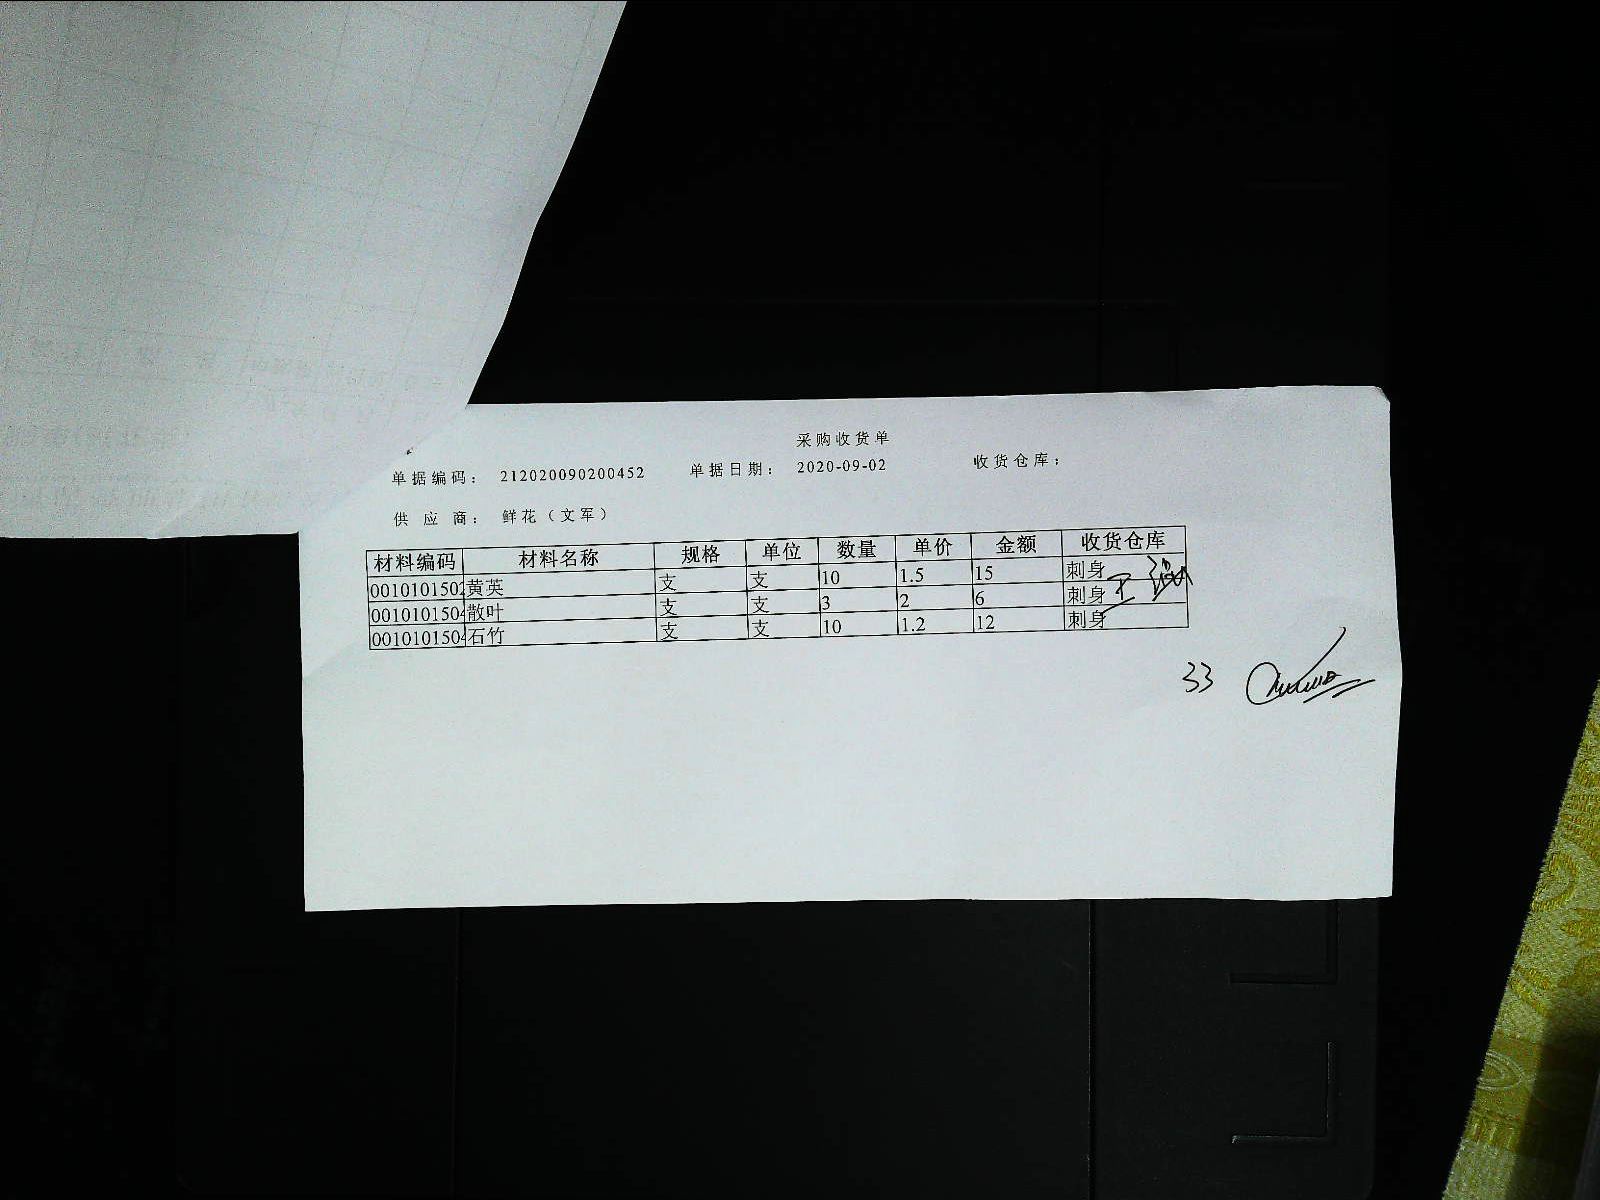 采购收货单
单据编码： 212020090200452 单据日期： 2020-09-02 收货仓库；
供 应 商： 鲜花（文军）
材料编码 材料名称 规格 单位 数量 单价 金额 收货仓库
0010101502 黄英 支 支 10 1.5 15 刺身
0010101504 散叶 支 支 3 2 6 刺身
0010101504 石竹 支 支 10 1.2 12 刺身
33